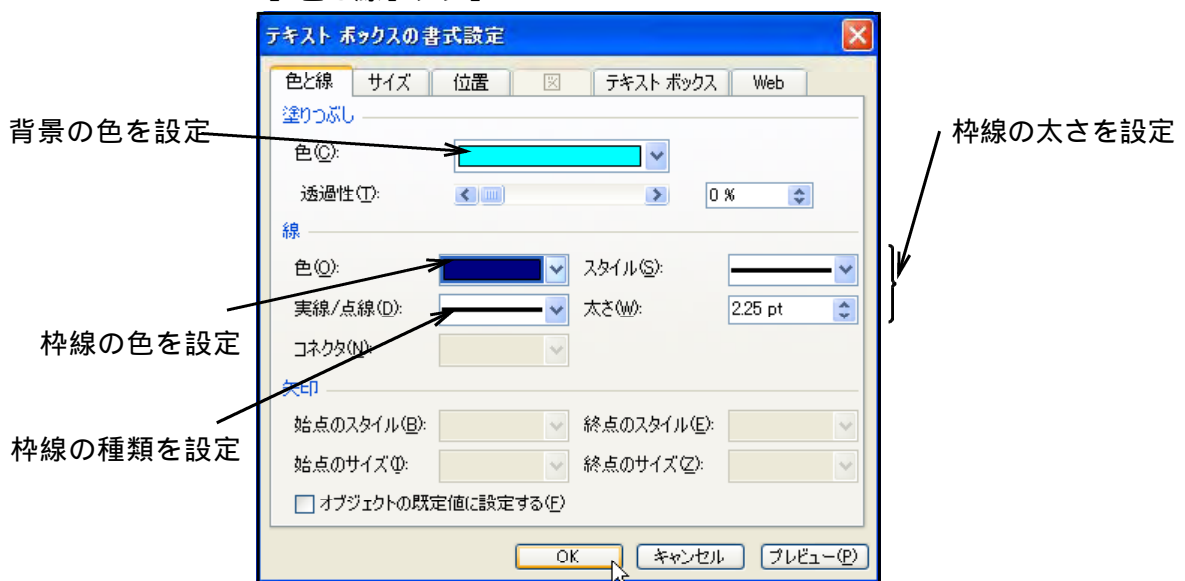 テキスト ボックスの書式設定
色と線 サイズ 位置 図 テキスト ボックス Web
塗りつぶし
背景の色を設定
枠線の太さを設定
色(C):
透過性(T): 0 %
線
色(O): スタイル(S):
実線/点線(D): 太さ(W): 2.25 pt
枠線の色を設定
コネクタ(N):
矢印
始点のスタイル(B): 終点のスタイル(E):
枠線の種類を設定
始点のサイズ(I): 終点のサイズ(Z):
オブジェクトの既定値に設定する(F)
OK キャンセル プレビュー(P)